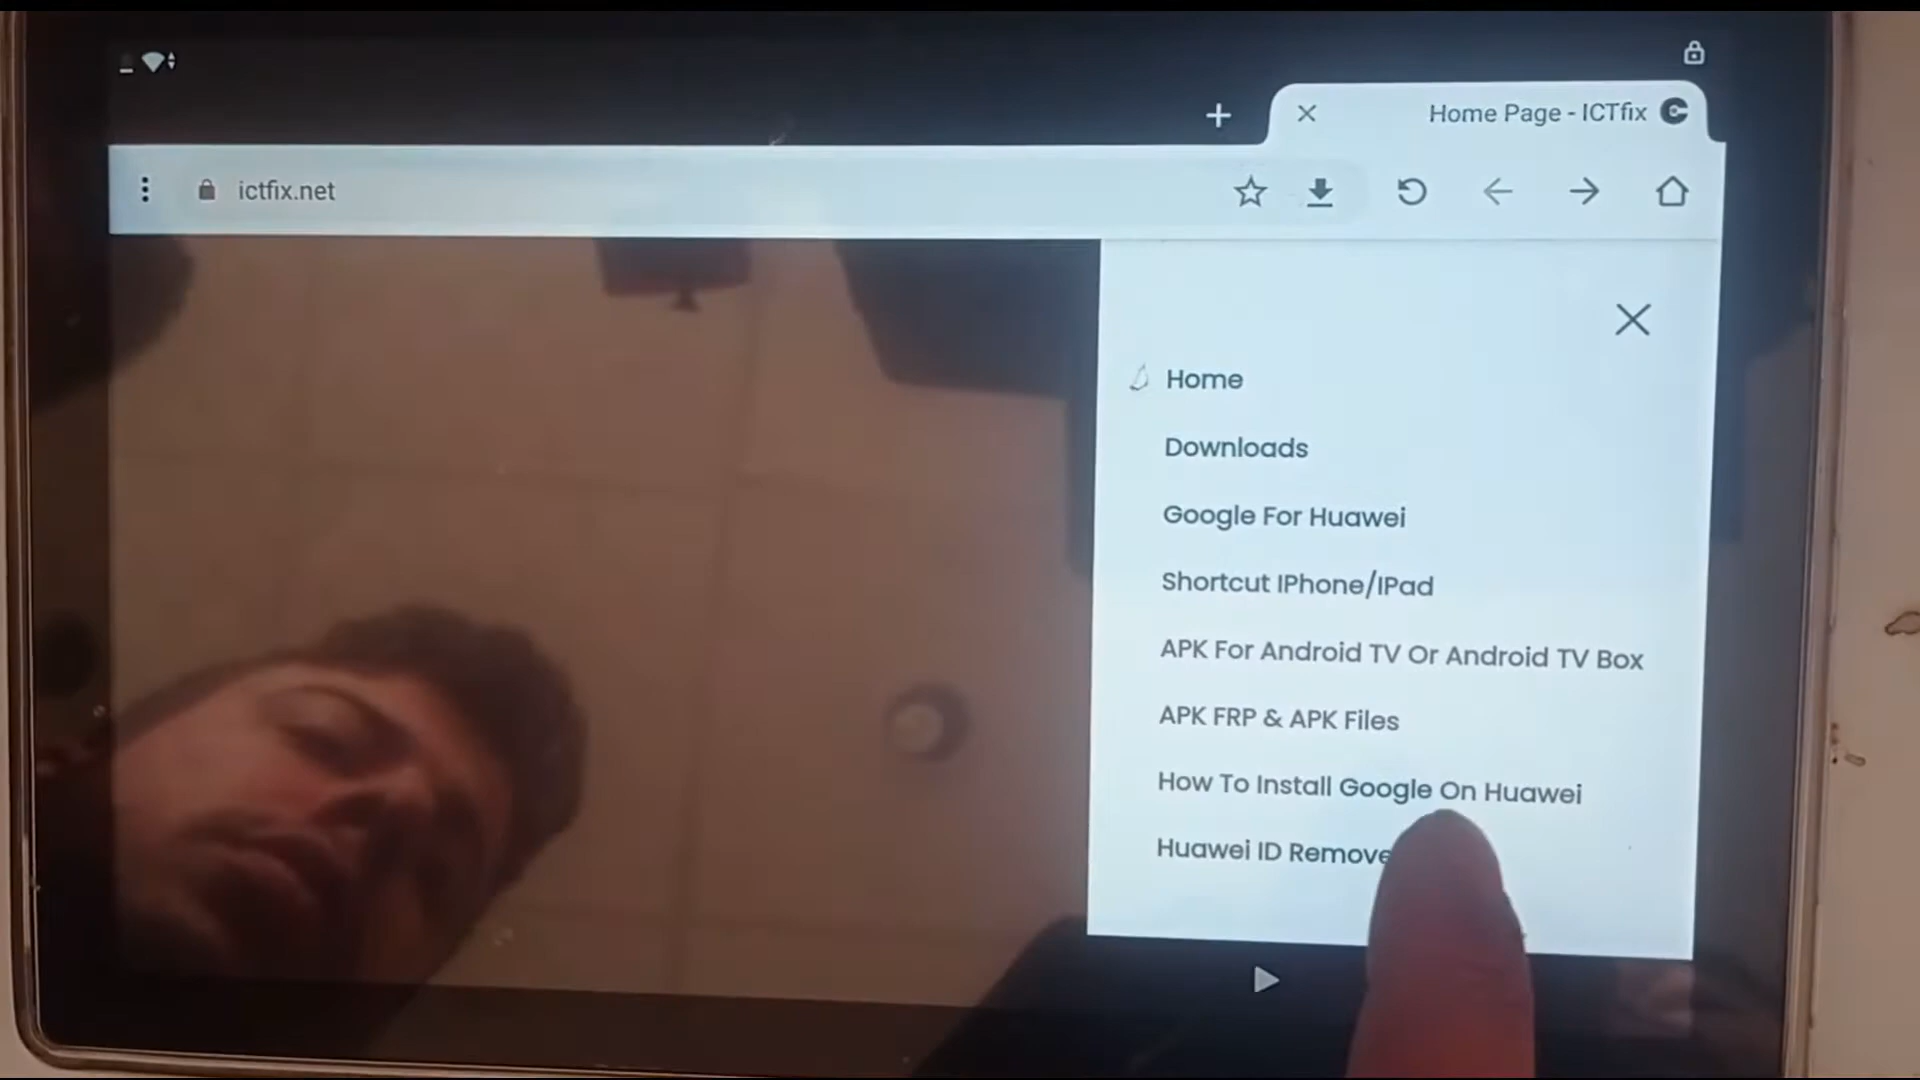 Home Page - ICTfix
ictfix.net
Home
Downloads
Google For Huawei
Shortcut IPhone/IPad
APK For Android TV Or Android TV Box
APK FRP & APK Files
How To Install Google On Huawei
Huawei ID Remove